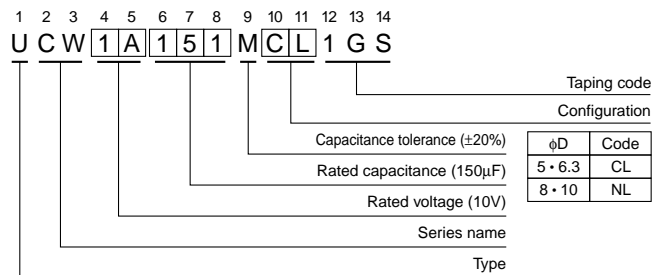 1 2 3 4 5 6 7 8 9 10 11 12 13 14
U C W 1 A 1 5 1 M C L 1 G S
Taping code
Configuration
Capacitance tolerance (±20%)
Rated capacitance (150µF)
Rated voltage (10V)
Series name
Type
ϕD Code
5 • 6.3 CL
8 • 10 NL